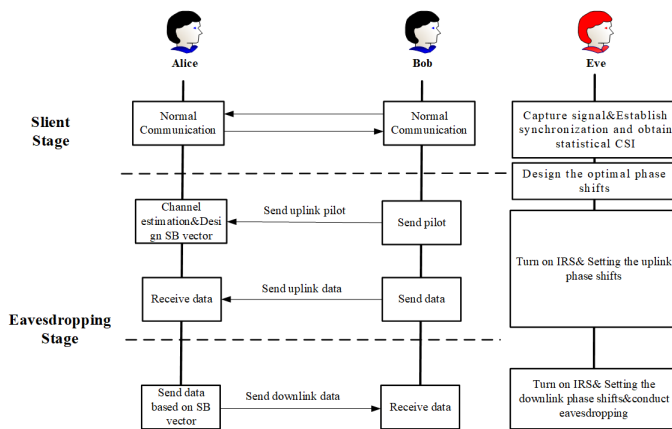 Alice
Bob
Eve
Slient
Stage
Normal
Communication
Normal
Communication
Capture signal&Establish
synchronization and obtain
statistical CSI
Design the optimal phase
shifts
Channel
estimation&Desi
gn SB vector
Send uplink pilot
Send pilot
Turn on IRS& Setting the uplink
phase shifts
Receive data
Send uplink data
Send data
Eavesdropping
Stage
Send data
based on SB
vector
Send downlink data
Receive data
Turn on IRS& Setting the
downlink phase shifts&conduct
eavesdropping